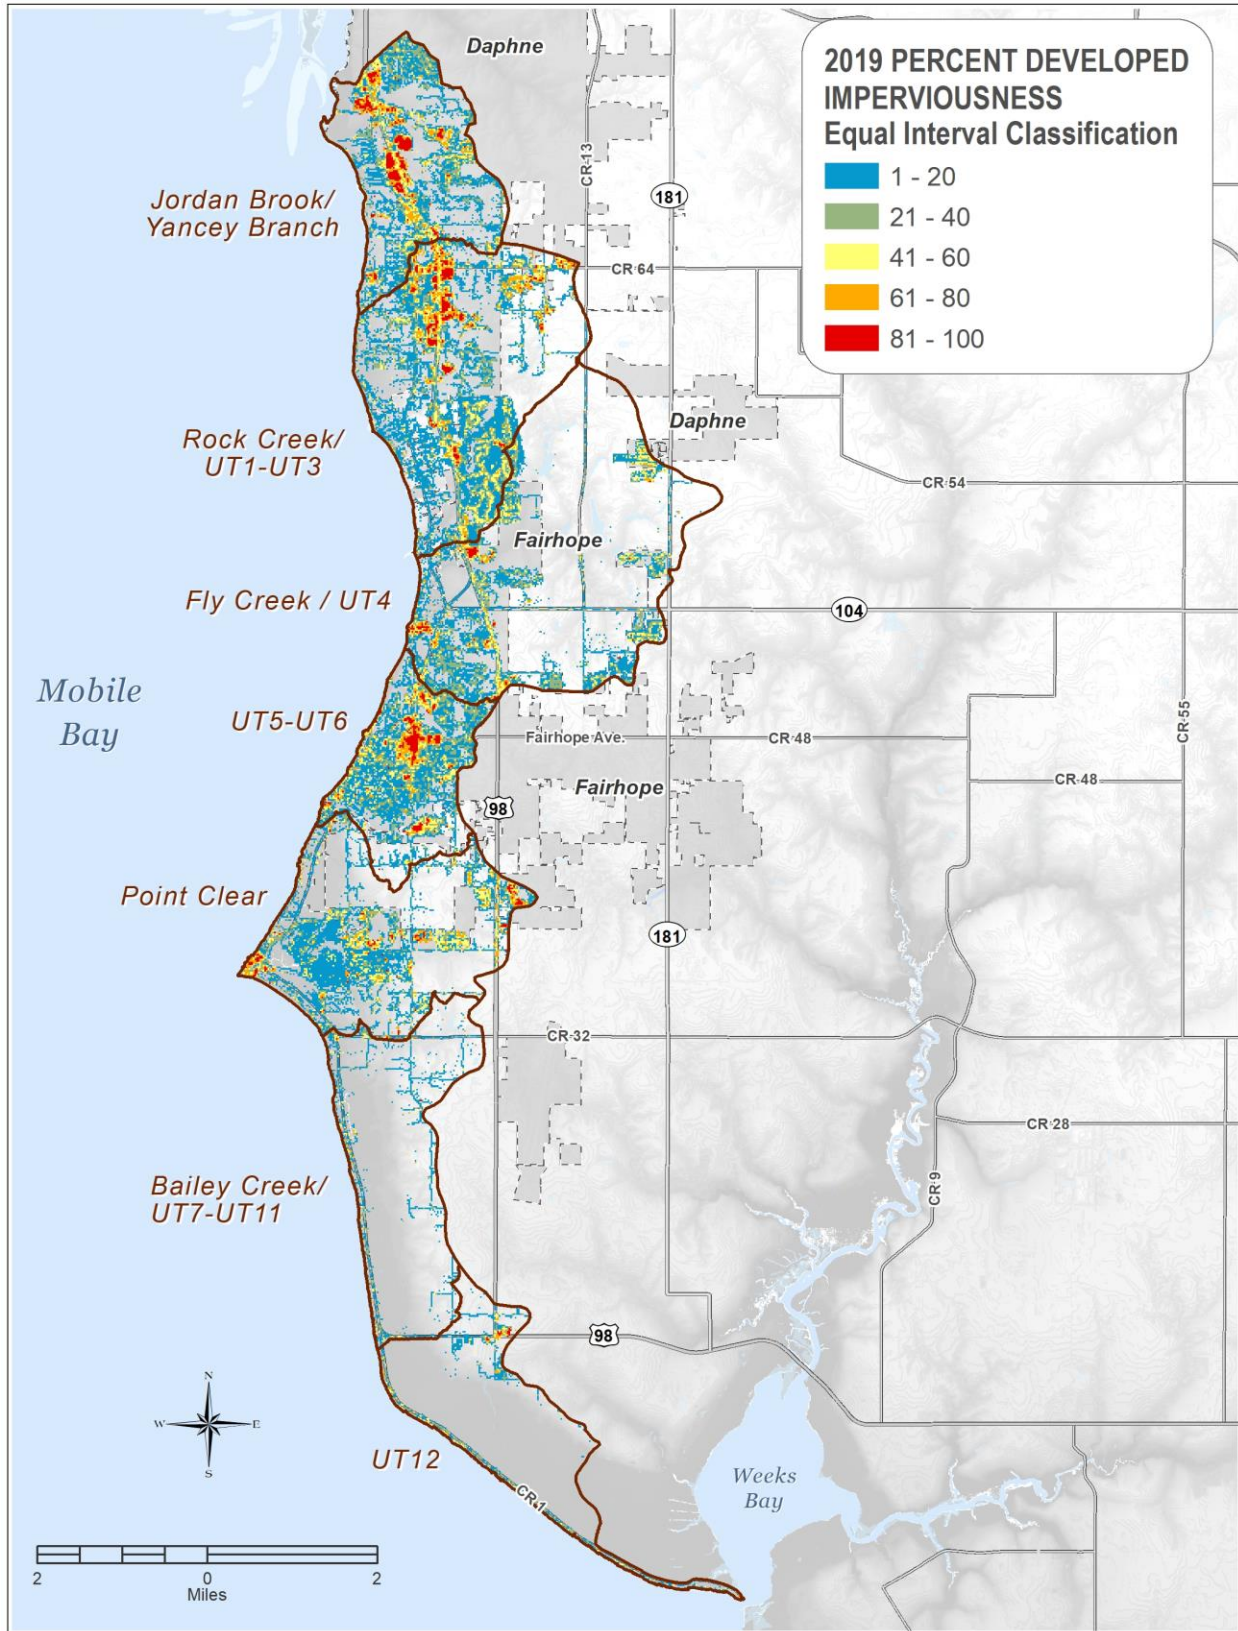 2019 PERCENT DEVELOPED
IMPERVIOUSNESS
Equal Interval Classification
1 - 20
21 - 40
41 - 60
61 - 80
81 - 100
Daphne
CR 13
181
Jordan Brook/
Yancey Branch
CR 64
Daphne
Rock Creek/
UT1-UT3
CR 54
Fairhope
Fly Creek / UT4
104
Mobile
Bay
UT5-UT6
Fairhope Ave.
CR 48
CR 55
CR 48
Fairhope
98
Point Clear
181
CR 32
CR 28
Bailey Creek/
UT7-UT11
CR 9
98
N
W
E
S
UT12
CR 1
Weeks
Bay
2
0
2
Miles